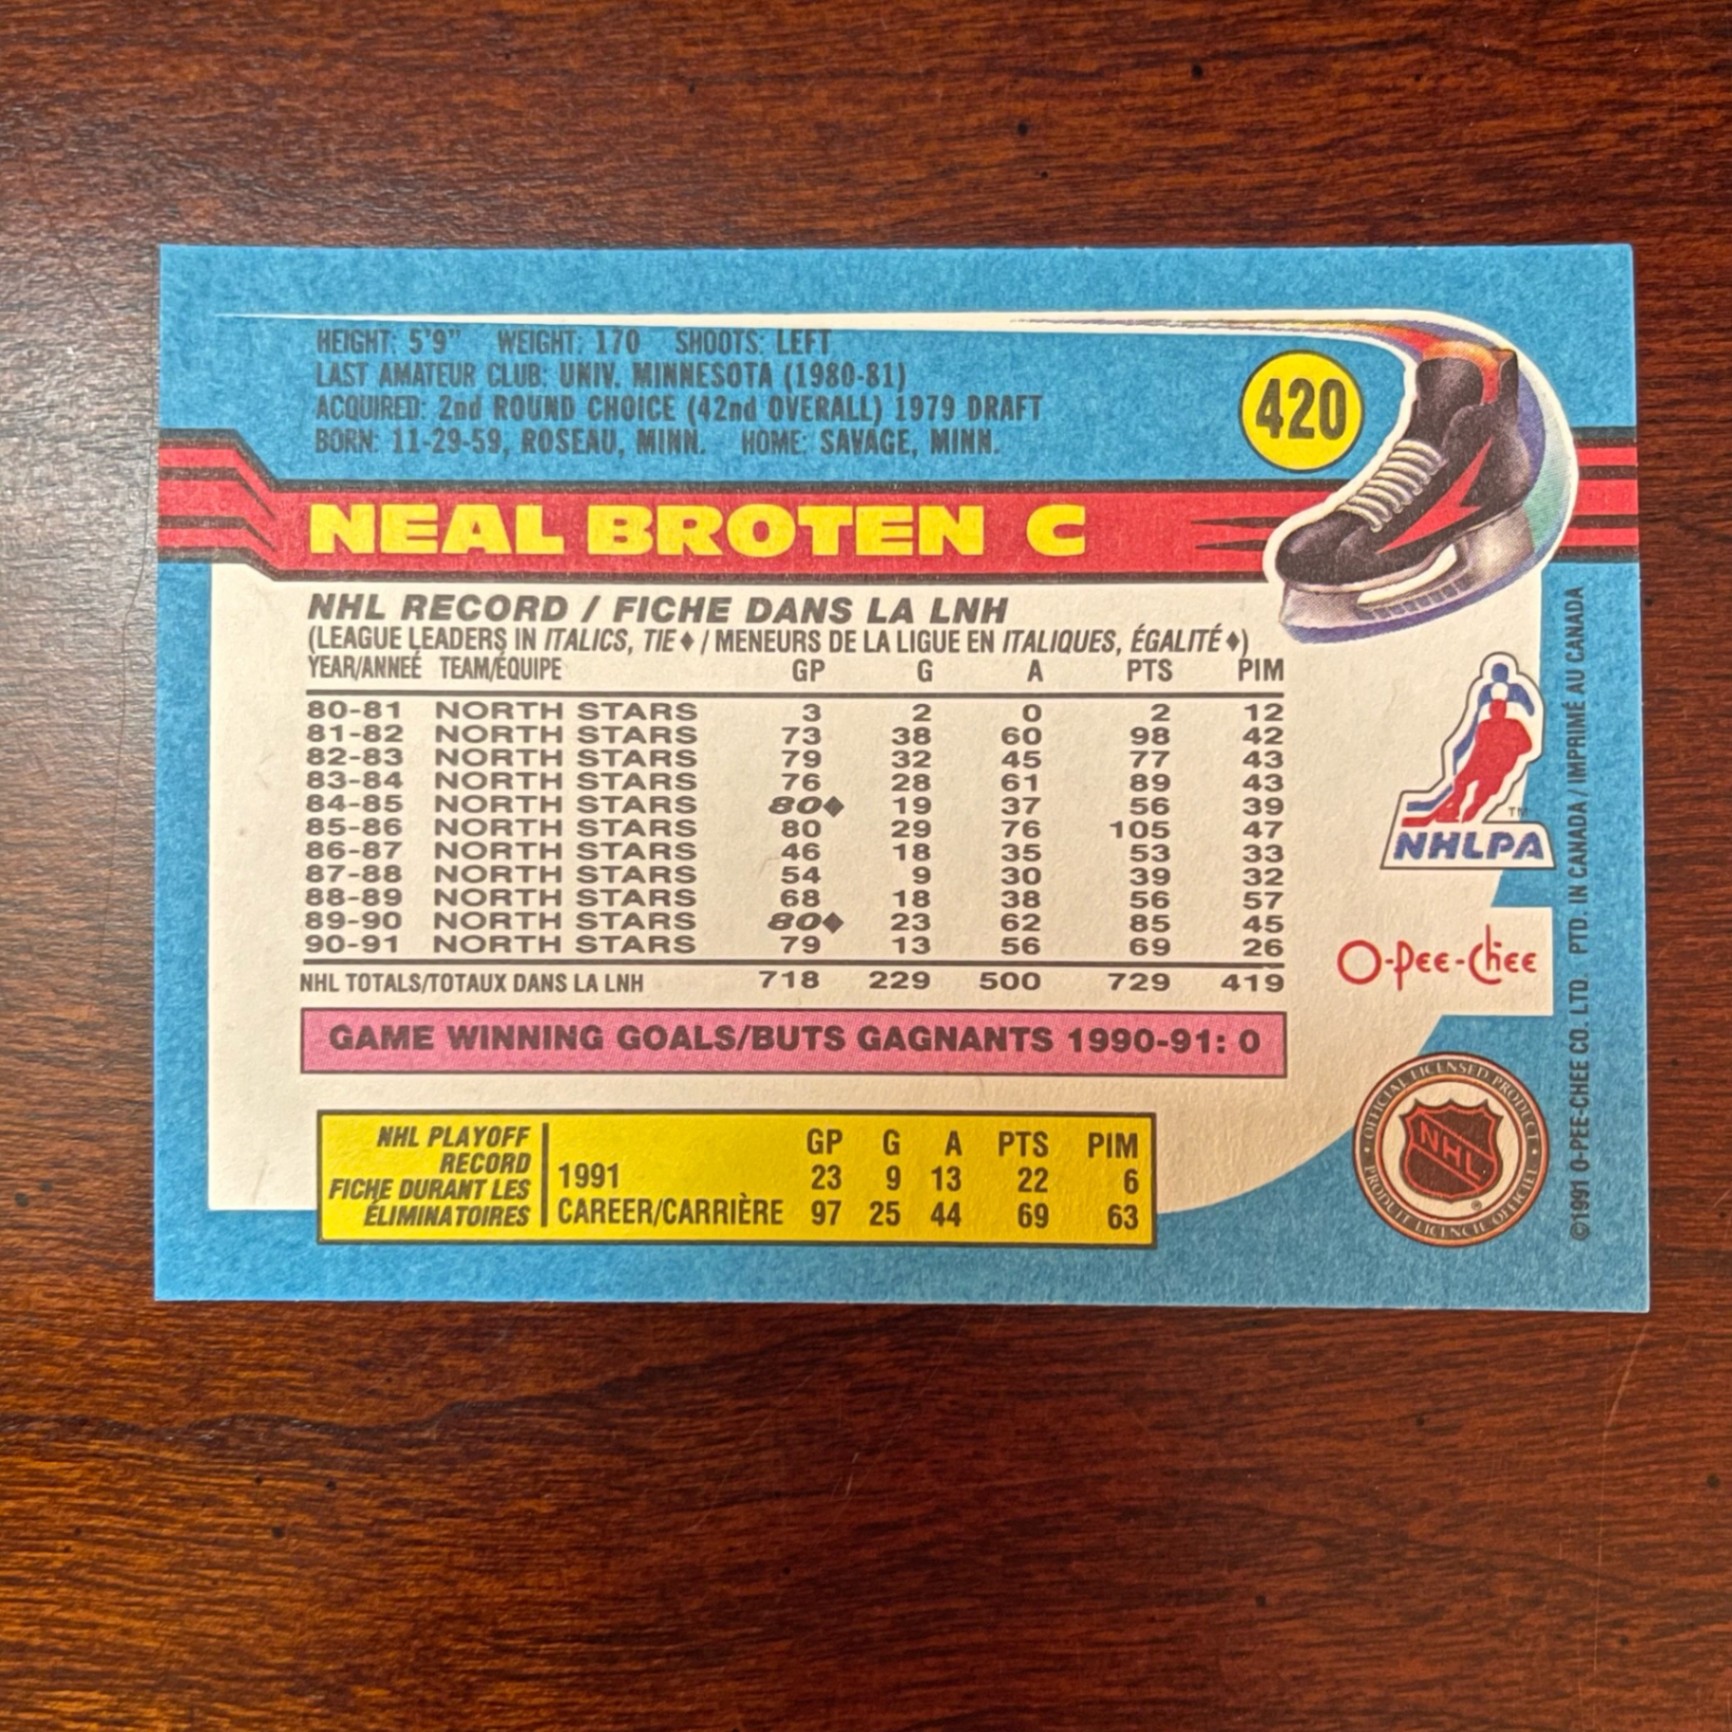 HEIGHT: 5'9" WEIGHT: 170 SHOOTS: LEFT
LAST AMATEUR CLUB: UNIV. MINNESOTA (1980-81)
ACQUIRED: 2nd ROUND CHOICE (42nd OVERALL) 1979 DRAFT
BORN: 11-29-59, ROSEAU, MINN. HOME: SAVAGE, MINN.
420
NEAL BROTEN C
NHL RECORD / FICHE DANS LA LNH
(LEAGUE LEADERS IN ITALICS, TIE ♦ / MENEURS DE LA LIGUE EN ITALIQUES, ÉGALITÉ ♦)
YEAR/ANNEÉ TEAM/ÉQUIPE GP G A PTS PIM
80-81 NORTH STARS 3 2 0 2 12
81-82 NORTH STARS 73 38 60 98 42
82-83 NORTH STARS 79 32 45 77 43
83-84 NORTH STARS 76 28 61 89 43
84-85 NORTH STARS 80♦ 19 37 56 39
85-86 NORTH STARS 80 29 76 105 47
86-87 NORTH STARS 46 18 35 53 33
87-88 NORTH STARS 54 9 30 39 32
88-89 NORTH STARS 68 18 38 56 57
89-90 NORTH STARS 80♦ 23 62 85 45
90-91 NORTH STARS 79 13 56 69 26
NHL TOTALS/TOTAUX DANS LA LNH 718 229 500 729 419
GAME WINNING GOALS/BUTS GAGNANTS 1990-91: 0
NHL PLAYOFF
RECORD
FICHE DURANT LES
ÉLIMINATOIRES
GP G A PTS PIM
1991 23 9 13 22 6
CAREER/CARRIÈRE 97 25 44 69 63
TM
NHLPA
O-Pee-Chee
OFFICIAL LICENSED PRODUCT
NHL
®
PRODUIT LICENCIÉ OFFICIEL
©1991 O-PEE-CHEE CO. LTD. PTD. IN CANADA / IMPRIMÉ AU CANADA